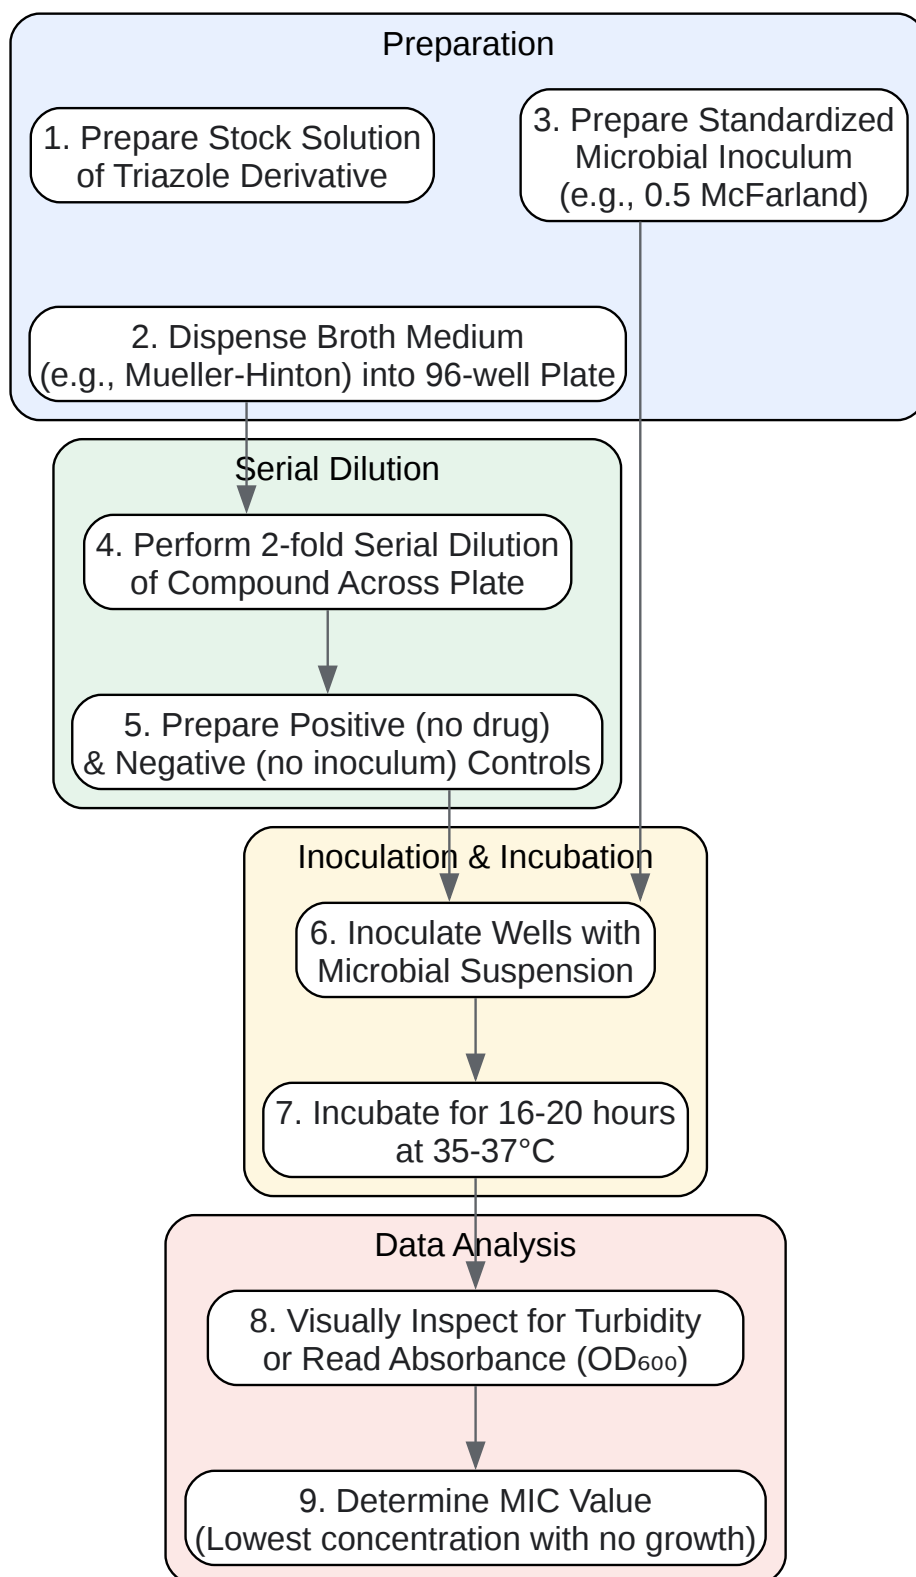 Preparation
1. Prepare Stock Solution
of Triazole Derivative
3. Prepare Standardized
Microbial Inoculum
(e.g., 0.5 McFarland)
2. Dispense Broth Medium
(e.g., Mueller-Hinton) into 96-well Plate
Serial Dilution
4. Perform 2-fold Serial Dilution
of Compound Across Plate
5. Prepare Positive (no drug)
& Negative (no inoculum) Controls
Inoculation & Incubation
6. Inoculate Wells with
Microbial Suspension
7. Incubate for 16-20 hours
at 35-37°C
Data Analysis
8. Visually Inspect for Turbidity
or Read Absorbance (OD₆₀₀)
9. Determine MIC Value
(Lowest concentration with no growth)